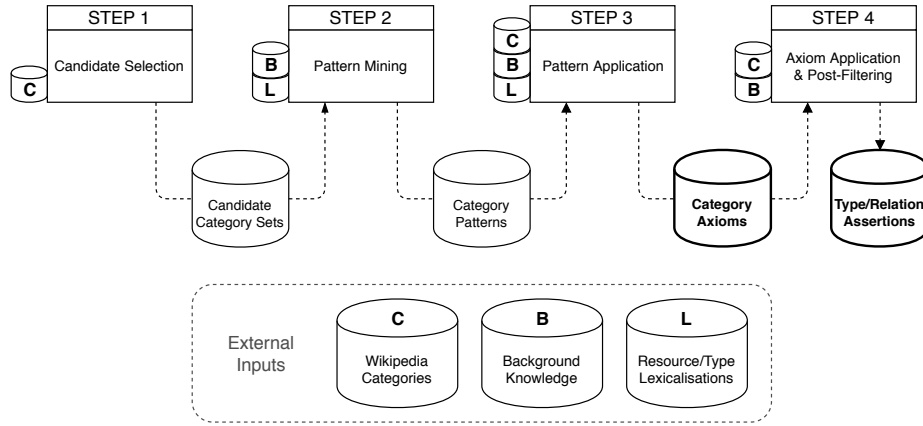 STEP 1
Candidate Selection
C
STEP 2
Pattern Mining
B
L
STEP 3
Pattern Application
C
B
L
STEP 4
Axiom Application
& Post-Filtering
C
B
Candidate
Category Sets
Category
Patterns
Category
Axioms
Type/Relation
Assertions
External
Inputs
C
Wikipedia
Categories
B
Background
Knowledge
L
Resource/Type
Lexicalisations